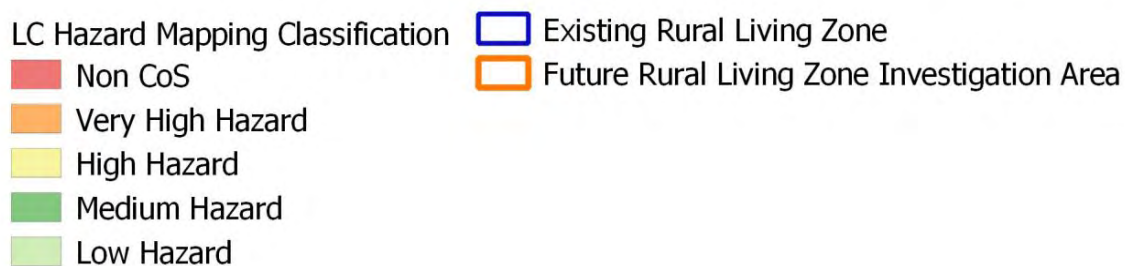 LC Hazard Mapping Classification
Non CoS
Very High Hazard
High Hazard
Medium Hazard
Low Hazard
Existing Rural Living Zone
Future Rural Living Zone Investigation Area